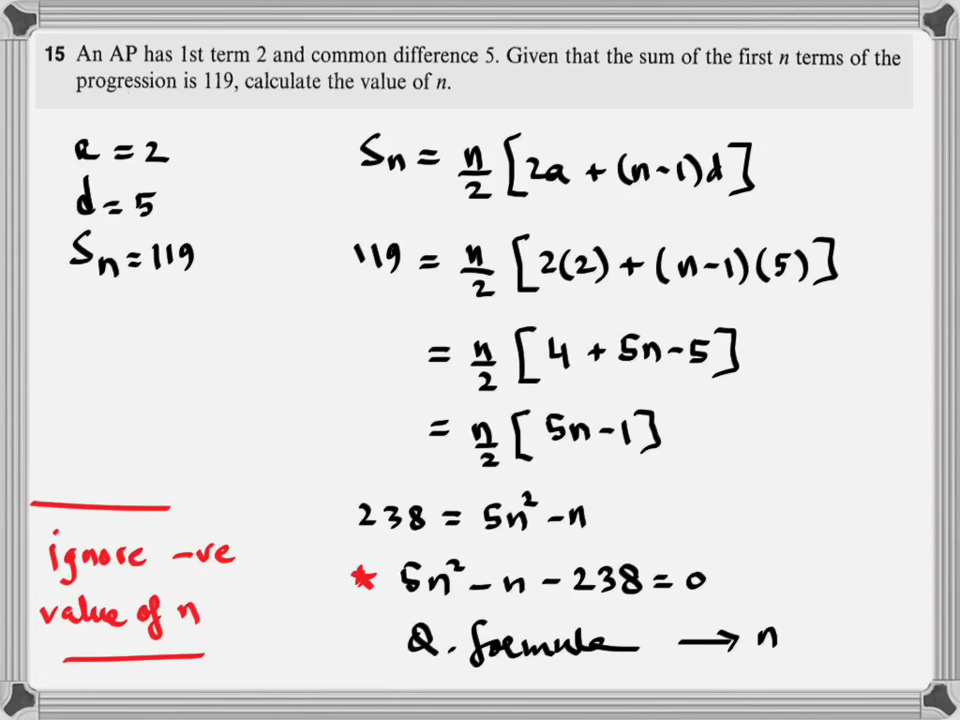 15 An AP has 1st term 2 and common difference 5. Given that the sum of the first n terms of the
progression is 119, calculate the value of n.
a = 2
d = 5
Sn = 119
Sn = n/2 [2a + (n-1)d]
119 = n/2 [2(2) + (n-1)(5)]
= n/2 [4 + 5n - 5]
= n/2 [5n - 1]
238 = 5n² - n
* 5n² - n - 238 = 0
Q. formula → n
ignore -ve
value of n